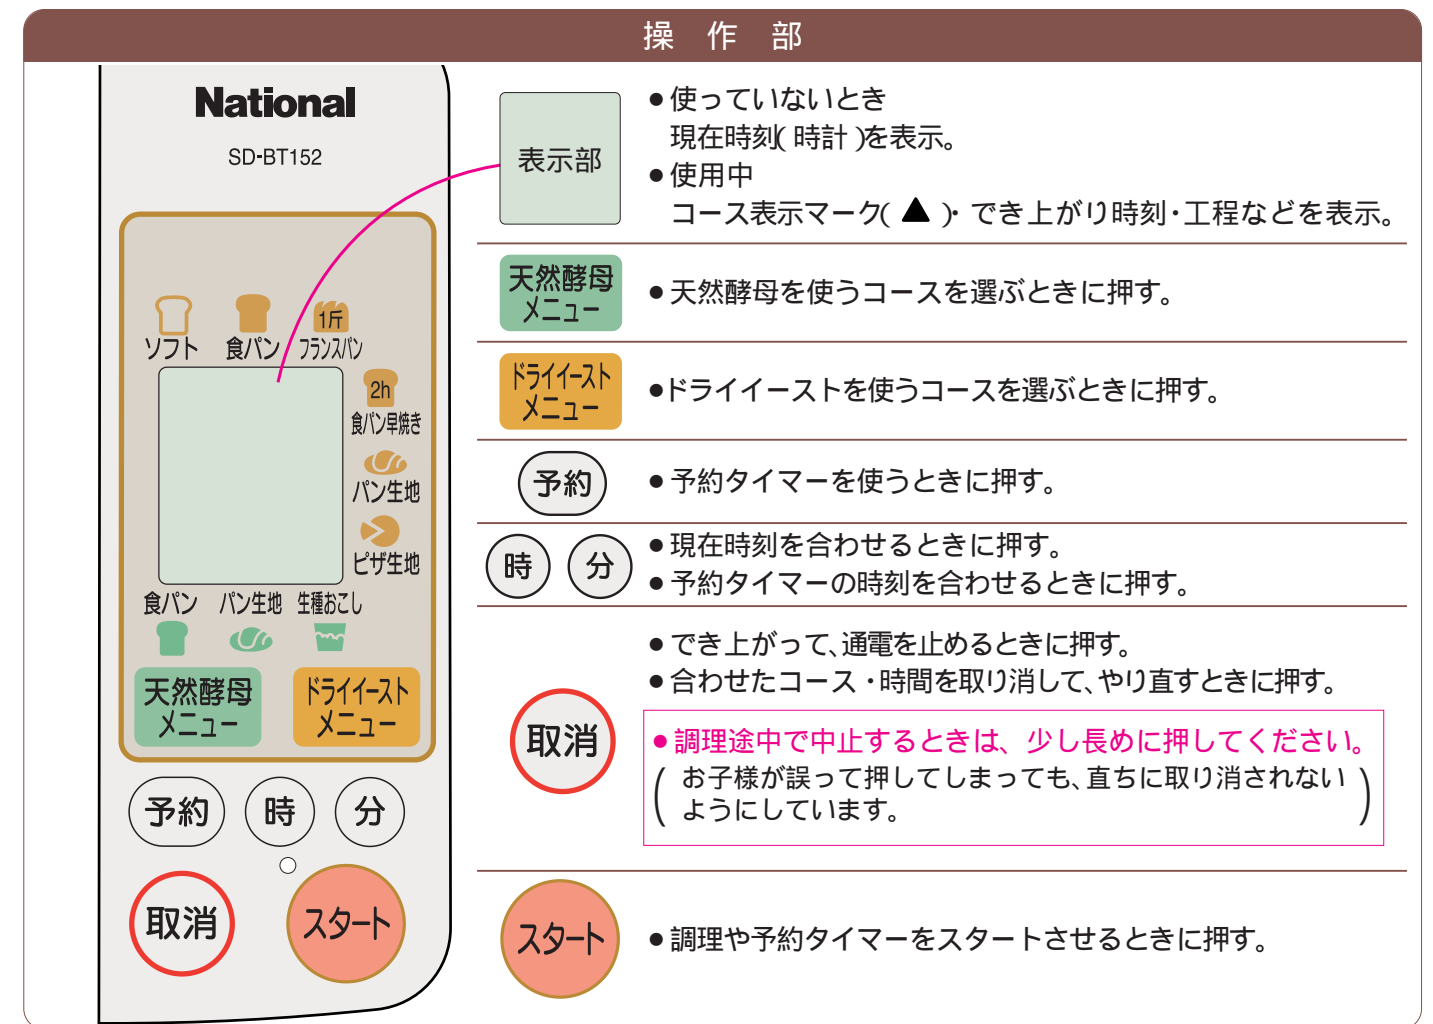 操作部
National
SD-BT152
ソフト 食パン 1斤 フランスパン
2h
食パン早焼き
パン生地
ピザ生地
食パン パン生地 生種おこし
天然酵母
メニュー
ドライイースト
メニュー
予約 時 分
取消 スタート
表示部
●使っていないとき
現在時刻(時計)を表示。
●使用中
コース表示マーク(▲)・でき上がり時刻・工程などを表示。
天然酵母
メニュー
●天然酵母を使うコースを選ぶときに押す。
ドライイースト
メニュー
●ドライイーストを使うコースを選ぶときに押す。
予約
●予約タイマーを使うときに押す。
時 分
●現在時刻を合わせるときに押す。
●予約タイマーの時刻を合わせるときに押す。
取消
●でき上がって、通電を止めるときに押す。
●合わせたコース・時間を取り消して、やり直すときに押す。
●調理途中で中止するときは、少し長めに押してください。
(お子様が誤って押してしまっても、直ちに取り消されない
ようにしています。)
スタート
●調理や予約タイマーをスタートさせるときに押す。